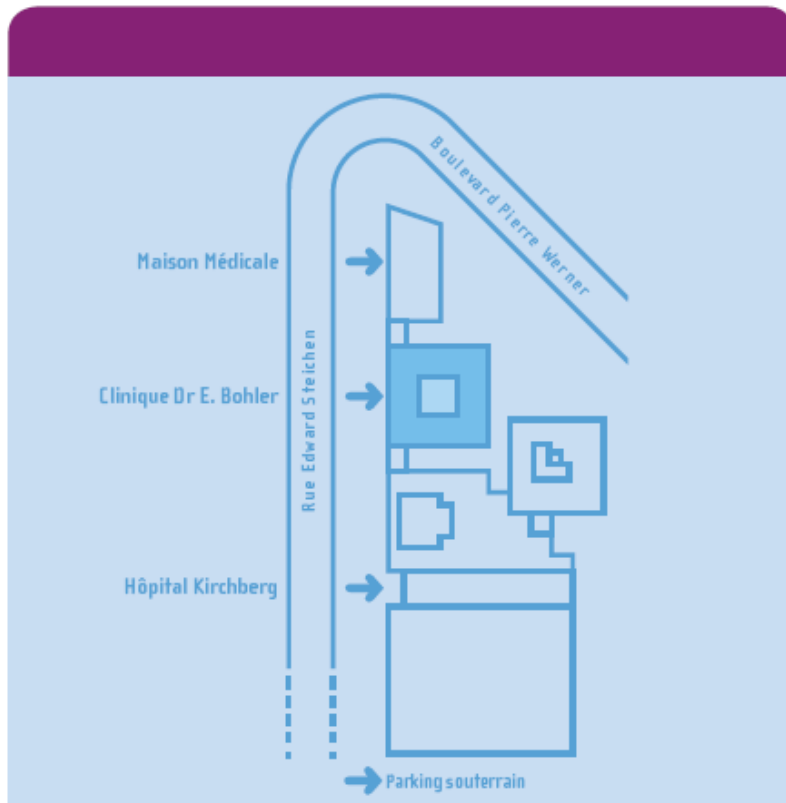 Boulevard Pierre Werner
Maison Médicale
Clinique Dr E. Bohler
Rue Edward Steichen
Hôpital Kirchberg
Parking souterrain